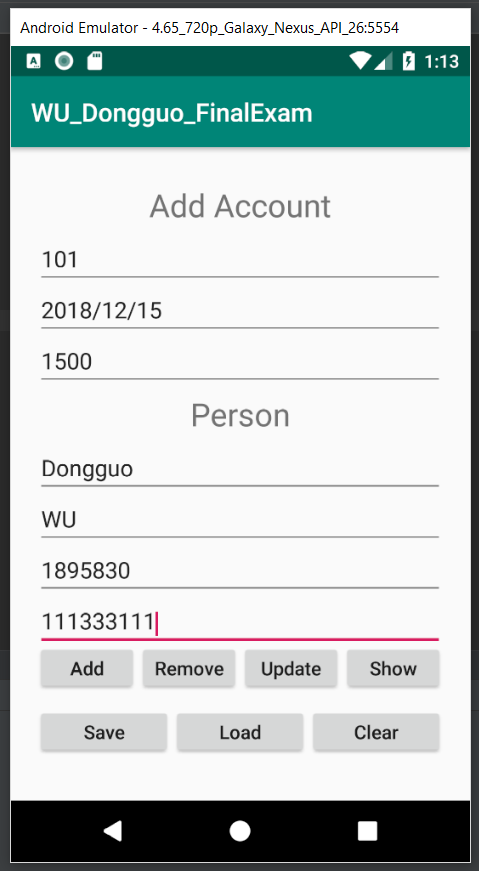 Android Emulator - 4.65_720p_Galaxy_Nexus_API_26:5554
A 1:13
WU_Dongguo_FinalExam
Add Account
101
2018/12/15
1500
Person
Dongguo
WU
1895830
111333111
Add Remove Update Show
Save Load Clear